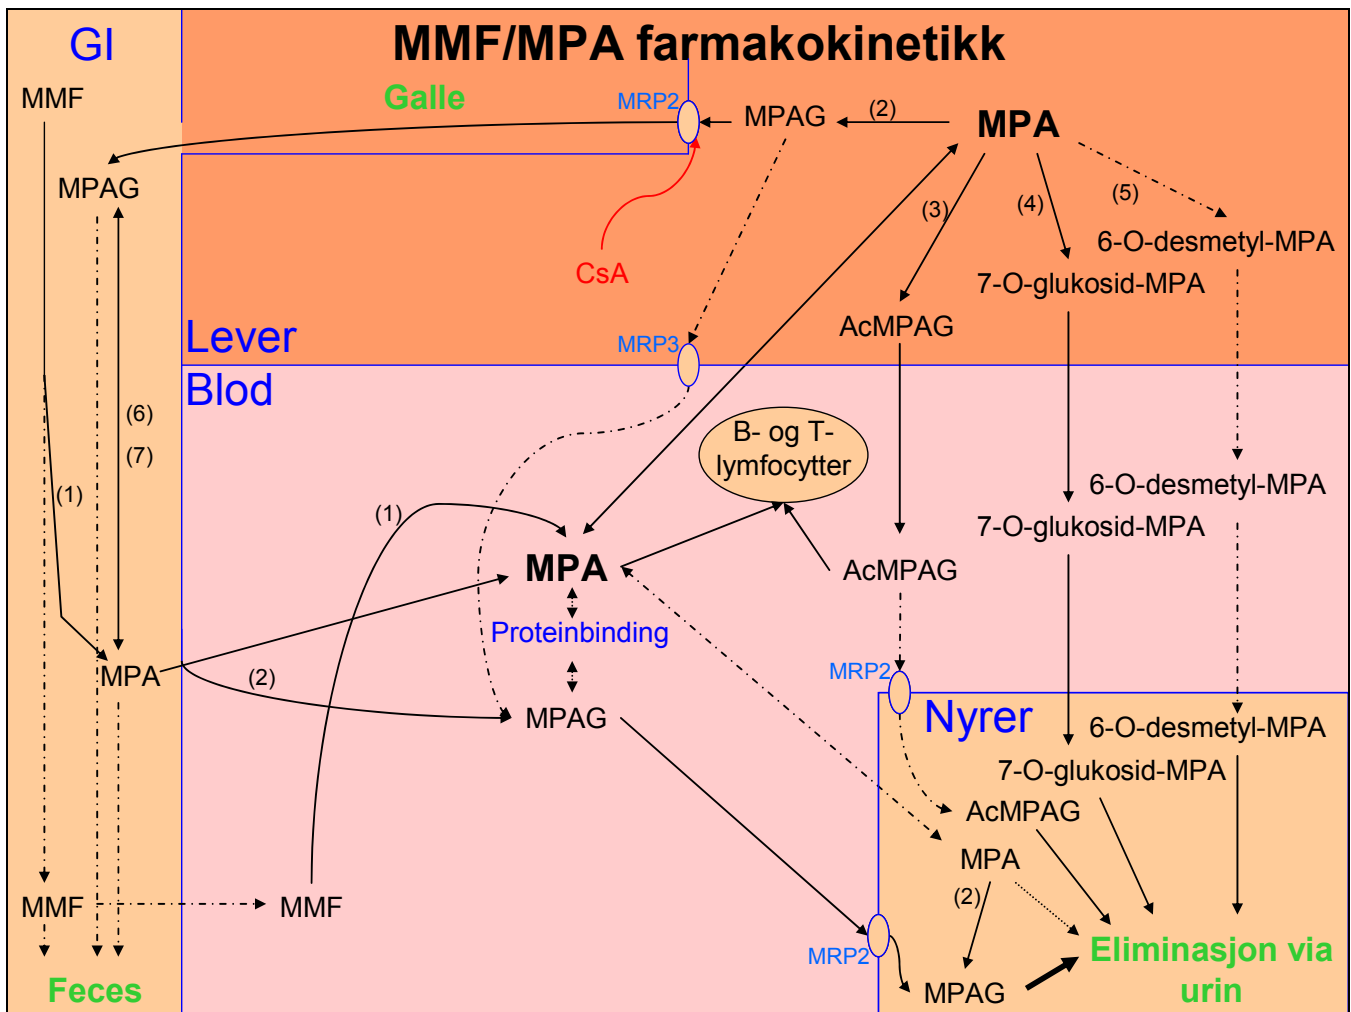 GI
MMF/MPA farmakokinetikk
MMF
Galle
MRP2
MPAG
(2)
MPA
MPAG
(3)
(4)
(5)
6-O-desmetyl-MPA
CsA
7-O-glukosid-MPA
AcMPAG
Lever
MRP3
Blod
(6)
(7)
B- og T-
lymfocytter
(1)
(1)
6-O-desmetyl-MPA
7-O-glukosid-MPA
MPA
AcMPAG
Proteinbinding
MPA
(2)
MRP2
MPAG
Nyrer
6-O-desmetyl-MPA
7-O-glukosid-MPA
AcMPAG
MPA
(2)
MMF
MMF
MRP2
Eliminasjon via
urin
Feces
MPAG